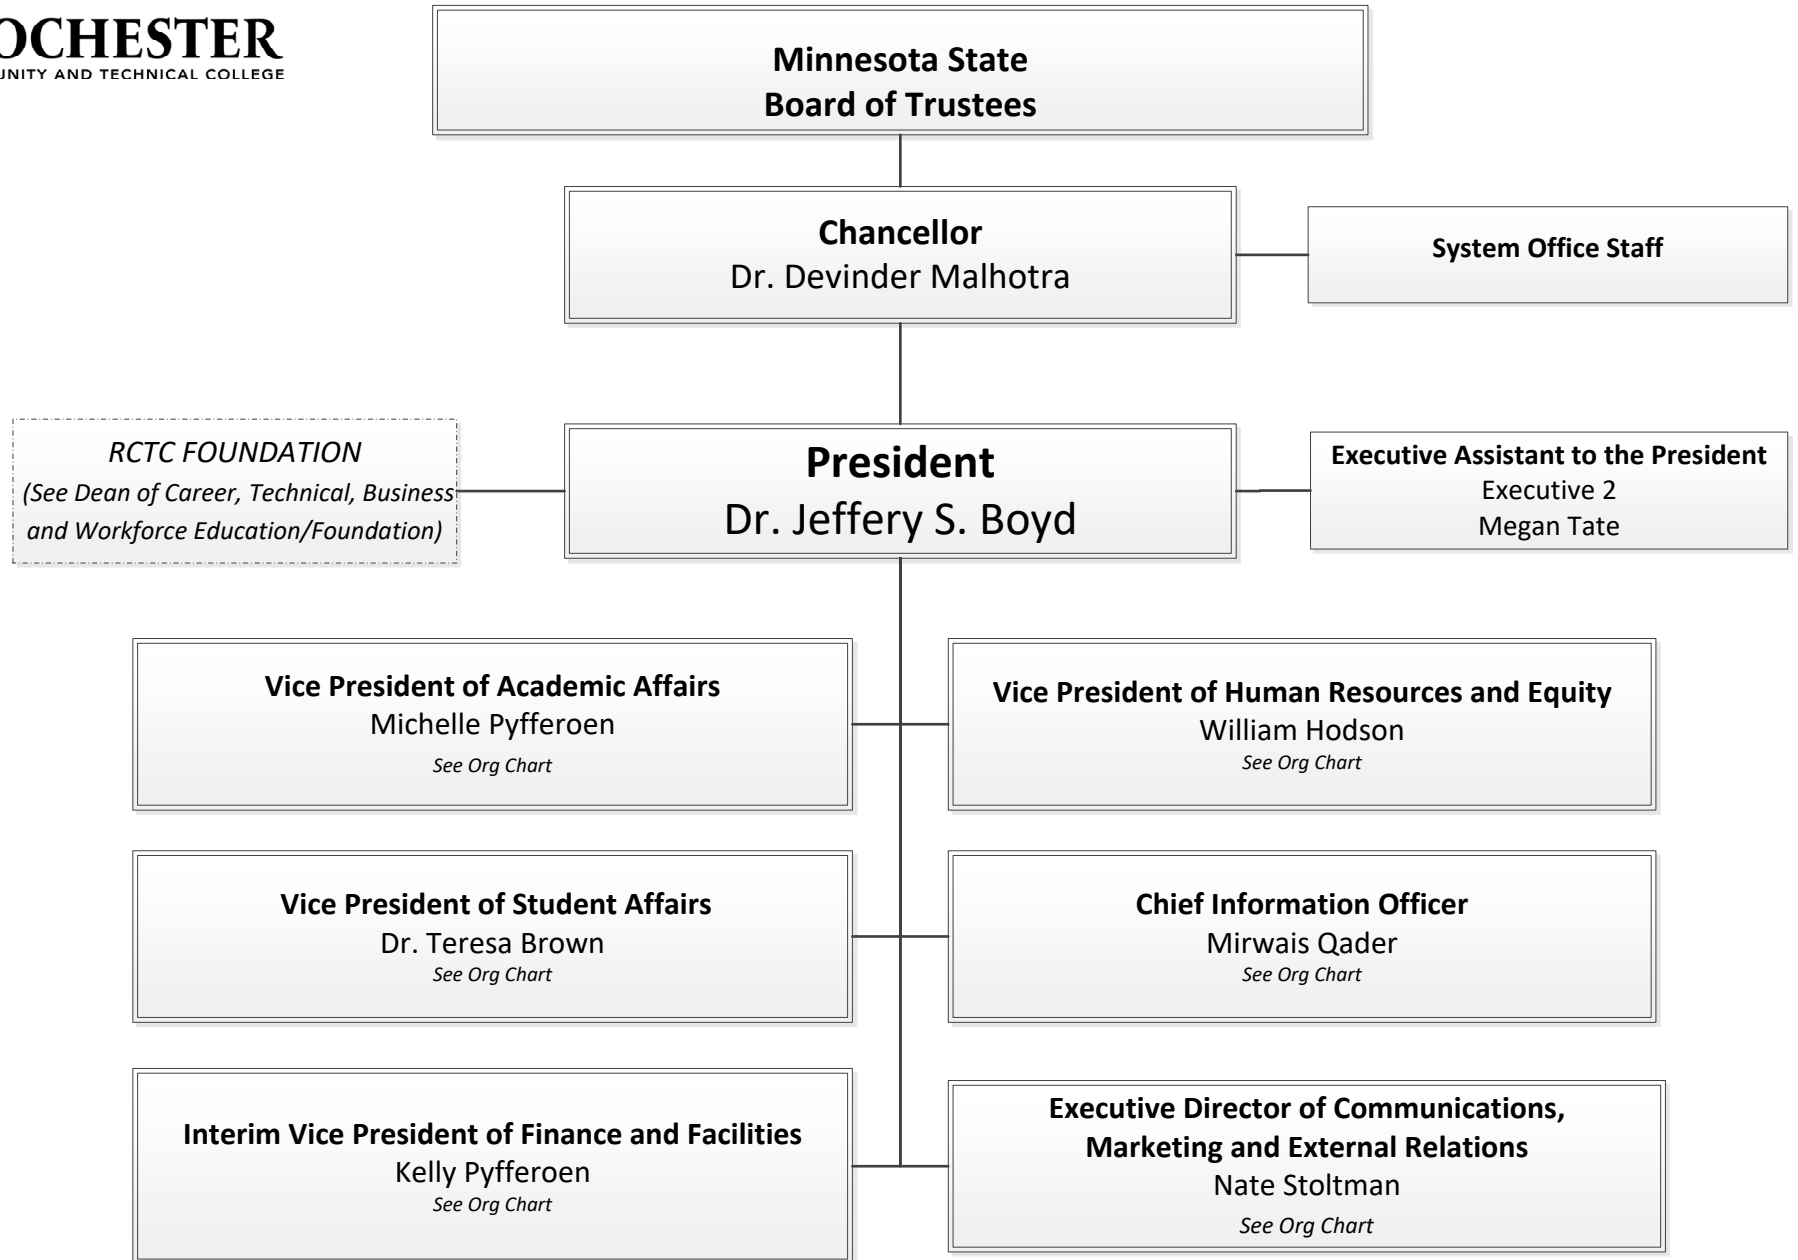 OCHESTER
UNITY AND TECHNICAL COLLEGE
Minnesota State
Board of Trustees
Chancellor
Dr. Devinder Malhotra
System Office Staff
RCTC FOUNDATION
(See Dean of Career, Technical, Business
and Workforce Education/Foundation)
President
Dr. Jeffery S. Boyd
Executive Assistant to the President
Executive 2
Megan Tate
Vice President of Academic Affairs
Michelle Pyfferoen
See Org Chart
Vice President of Human Resources and Equity
William Hodson
See Org Chart
Vice President of Student Affairs
Dr. Teresa Brown
See Org Chart
Chief Information Officer
Mirwais Qader
See Org Chart
Interim Vice President of Finance and Facilities
Kelly Pyfferoen
See Org Chart
Executive Director of Communications,
Marketing and External Relations
Nate Stoltman
See Org Chart